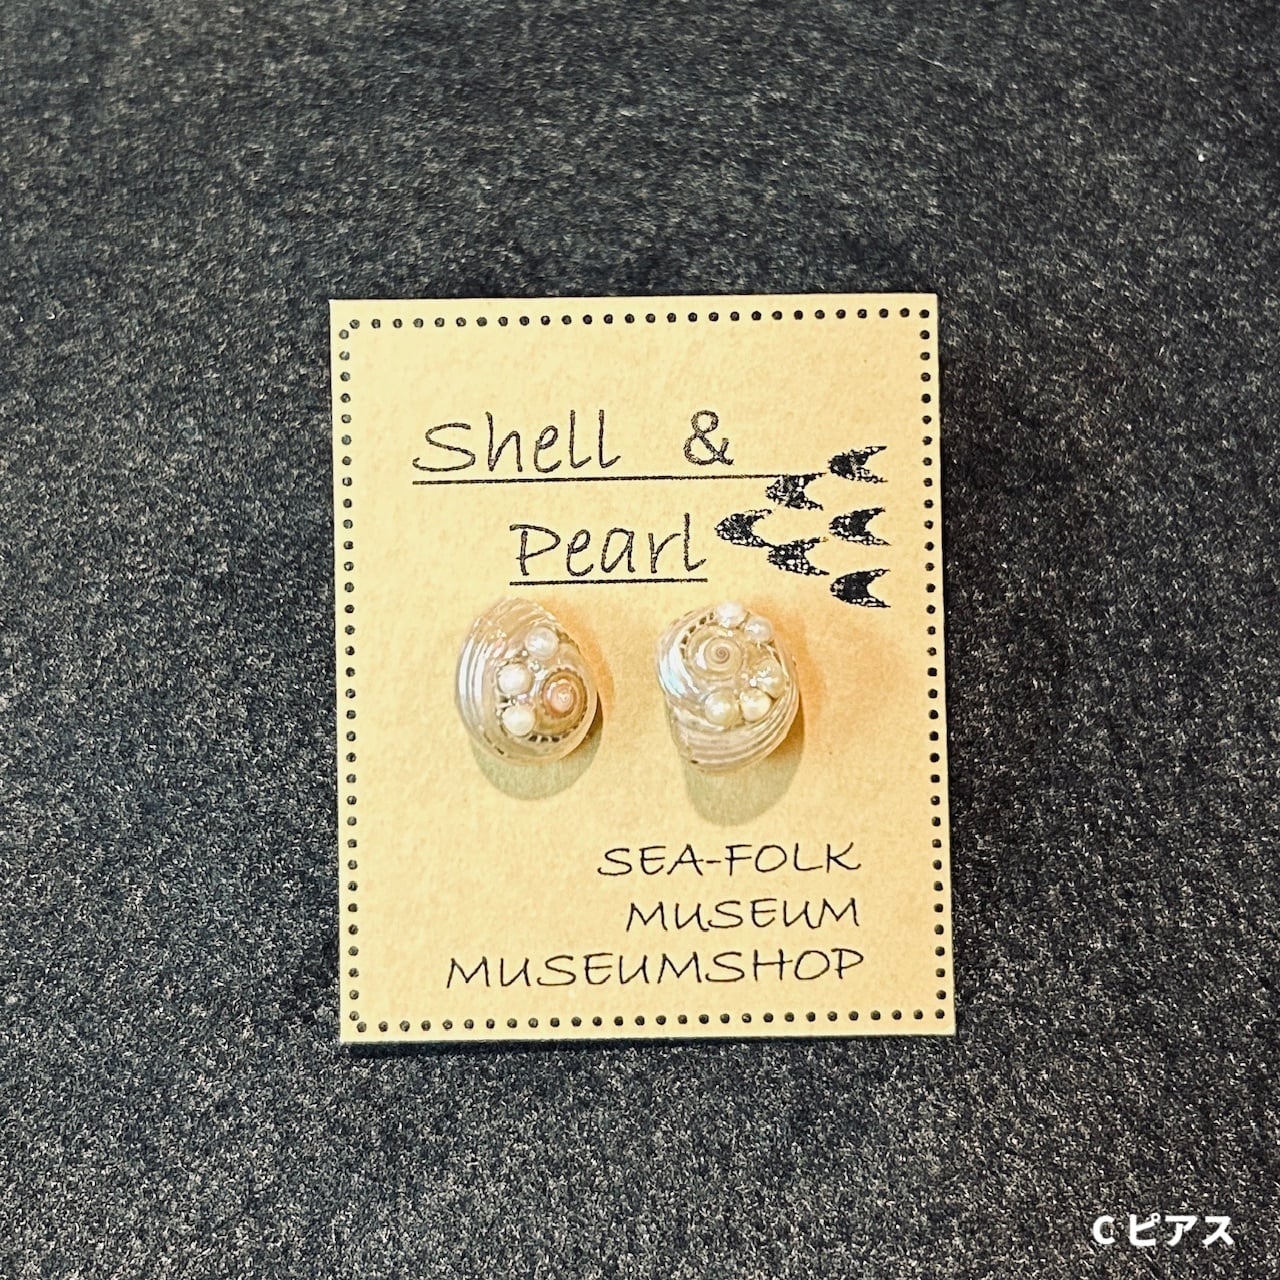 Shell &
Pearl
SEA-FOLK
MUSEUM
MUSEUMSHOP
C ピアス